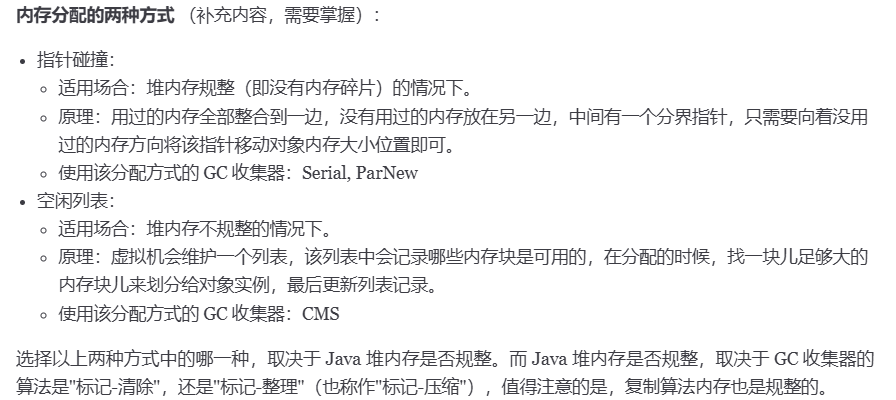 内存分配的两种方式 （补充内容，需要掌握）：
指针碰撞：
适用场合：堆内存规整（即没有内存碎片）的情况下。
原理：用过的内存全部整合到一边，没有用过的内存放在另一边，中间有一个分界指针，只需要向着没用
过的内存方向将该指针移动对象内存大小位置即可。
使用该分配方式的 GC 收集器：Serial, ParNew
空闲列表：
适用场合：堆内存不规整的情况下。
原理：虚拟机会维护一个列表，该列表中会记录哪些内存块是可用的，在分配的时候，找一块儿足够大的
内存块儿来划分给对象实例，最后更新列表记录。
使用该分配方式的 GC 收集器：CMS
选择以上两种方式中的哪一种，取决于 Java 堆内存是否规整。而 Java 堆内存是否规整，取决于 GC 收集器的
算法是"标记-清除"，还是"标记-整理"（也称作"标记-压缩"），值得注意的是，复制算法内存也是规整的。